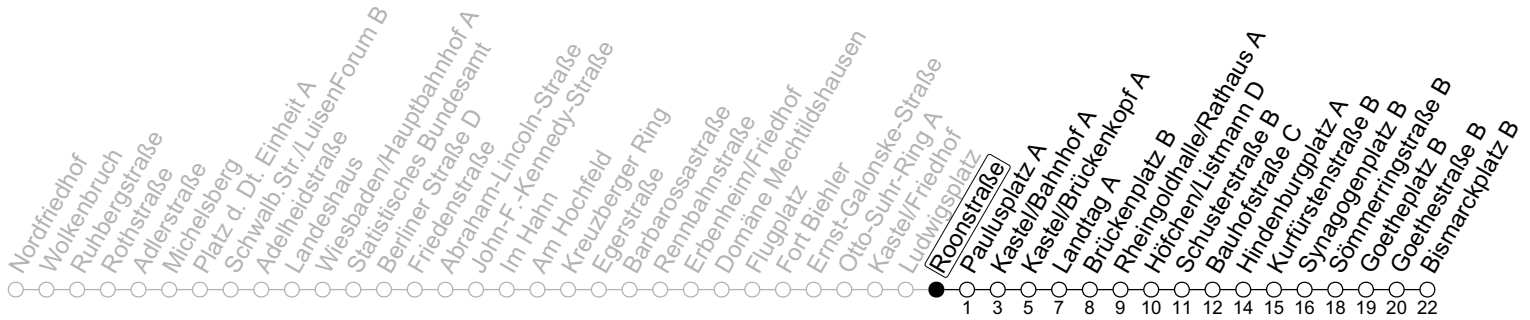 Nordfriedhof
Wolkenbruch
Ruhbergstraße
Rothstraße
Adlerstraße
Michelsberg
Platz d. Dt. Einheit A
Schwalb.Str./LuisenForum B
Adelheidstraße
Landeshaus
Wiesbaden/Hauptbahnhof A
Statistisches Bundesamt
Berliner Straße D
Friedenstraße
Abraham-Lincoln-Straße
John-F.-Kennedy-Straße
Im Hahn
Am Hochfeld
Kreuzberger Ring
Egerstraße
Barbarossastraße
Rennbahnstraße
Erbenheim/Friedhof
Domäne Mechtildshausen
Flugplatz
Fort Biehler
Ernst-Galonske-Straße
Otto-Suhr-Ring A
Kastel/Friedhof
Ludwigsplatz
Roonstraße
Paulusplatz A
Kastel/Bahnhof A
Kastel/Brückenkopf A
Landtag A
Brückenplatz B
Rheingoldhalle/Rathaus A
Höfchen/Listmann D
Schusterstraße B
Bauhofstraße C
Hindenburgplatz A
Kurfürstenstraße B
Synagogenplatz B
Sömmerringstraße B
Goetheplatz B
Goethestraße B
Bismarckplatz B
1 3 5 7 8 9 10 11 12 14 15 16 18 19 20 22